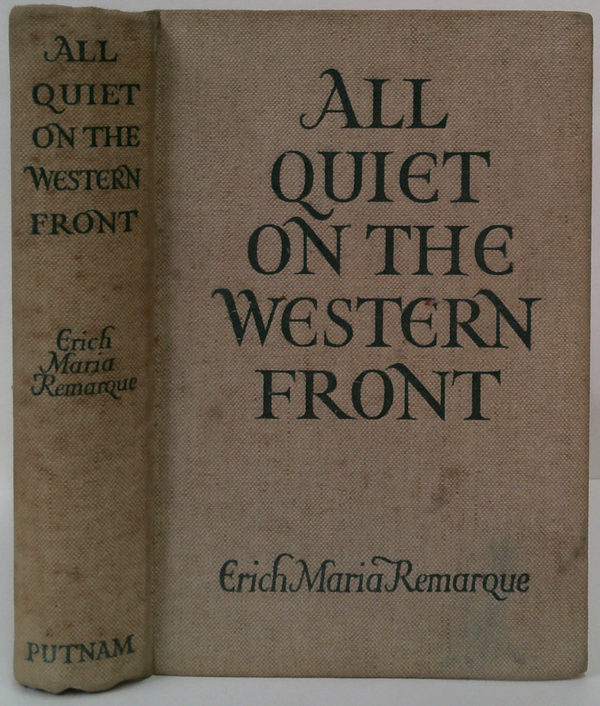 ALL
QUIET
ON THE
WESTERN
FRONT
Erich
Maria
Remarque
PUTNAM
ALL
QUIET
ON THE
WESTERN
FRONT
Erich Maria Remarque